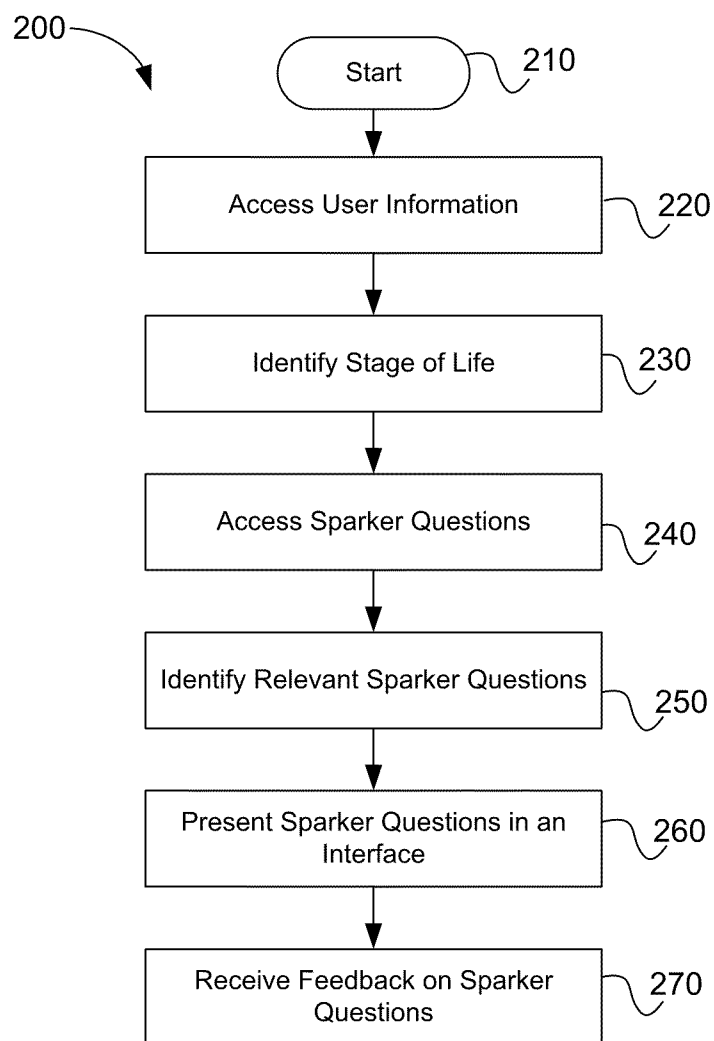 200
Start
210
Access User Information
220
Identify Stage of Life
230
Access Sparker Questions
240
Identify Relevant Sparker Questions
250
Present Sparker Questions in an
Interface
260
Receive Feedback on Sparker
Questions
270